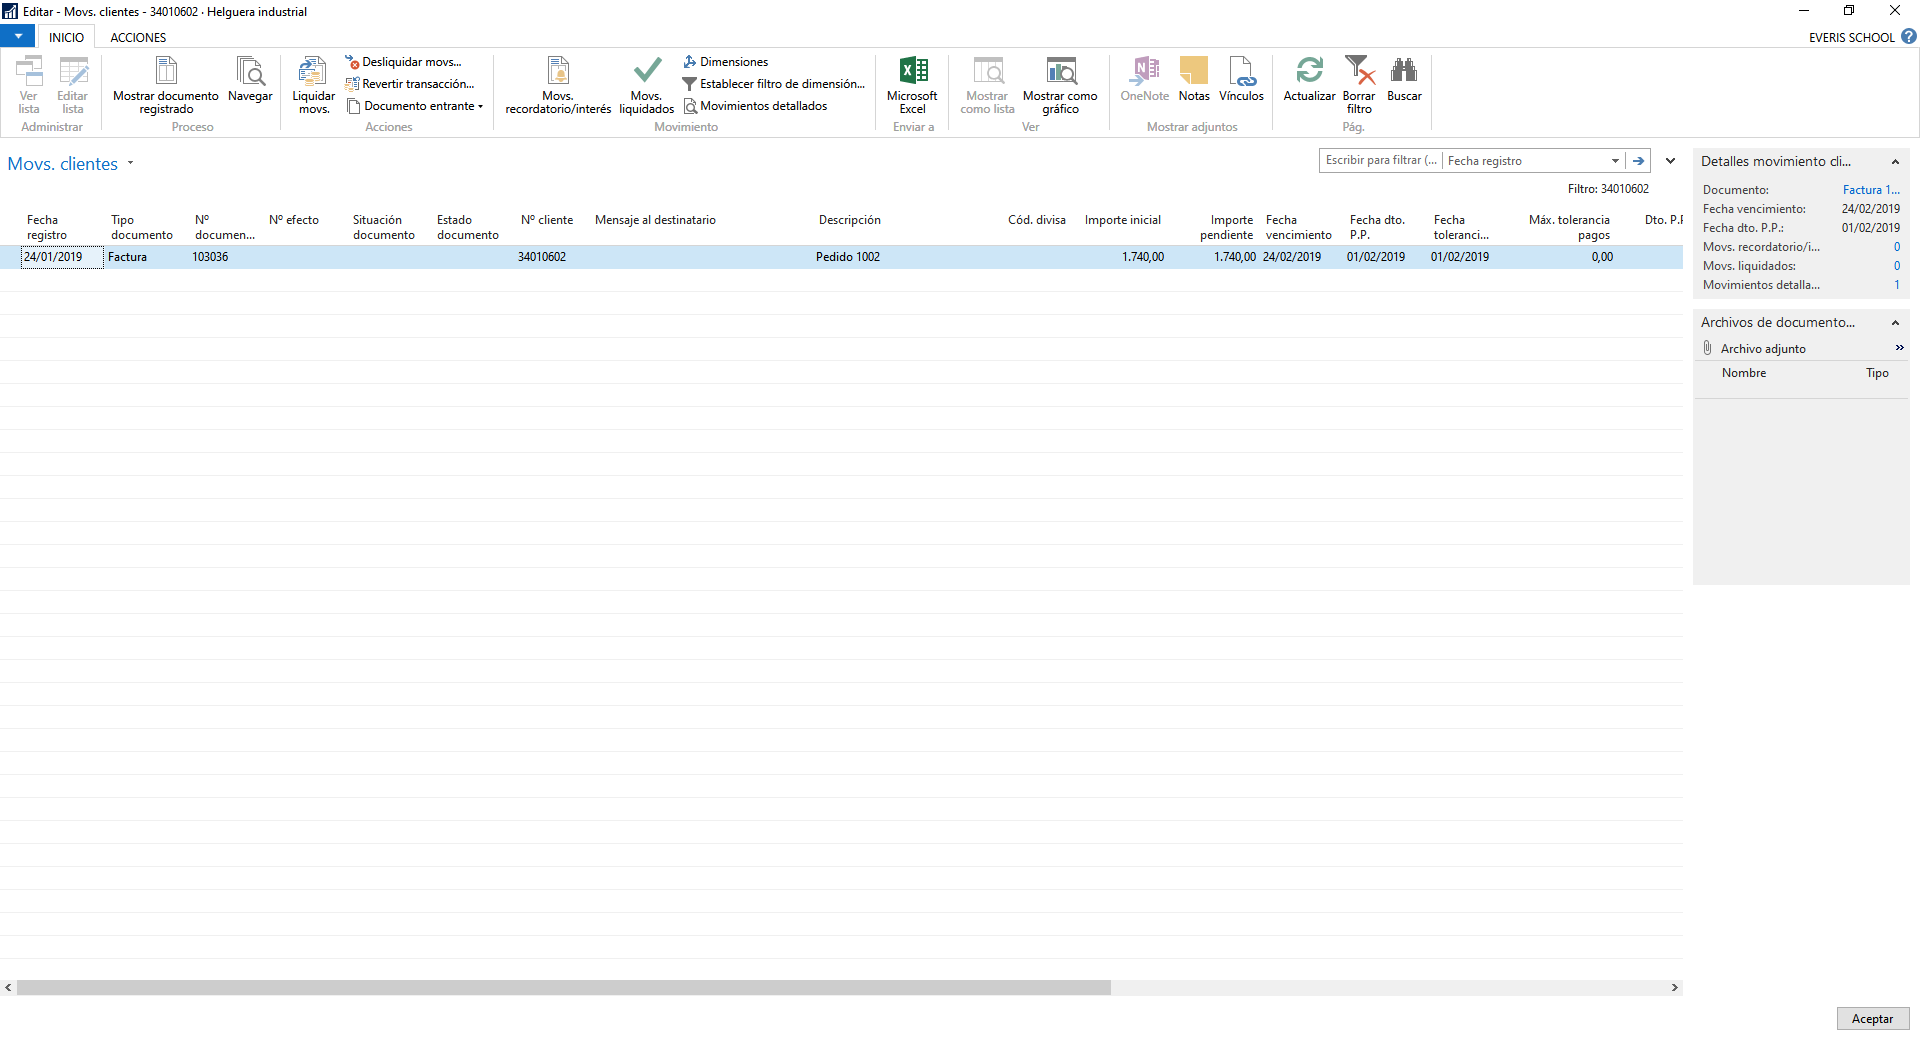 Editar - Movs. clientes - 34010602 · Helguera industrial
INICIO ACCIONES
EVERIS SCHOOL
Ver lista
Editar lista
Administrar
Mostrar documento registrado
Navegar
Proceso
Liquidar movs.
Desliquidar movs...
Revertir transacción...
Documento entrante
Acciones
Movs. recordatorio/interés
Movs. liquidados
Dimensiones
Establecer filtro de dimensión...
Movimientos detallados
Movimiento
Microsoft Excel
Enviar a
Mostrar como lista
Mostrar como gráfico
Ver
OneNote
Notas
Vínculos
Mostrar adjuntos
Actualizar
Borrar filtro
Buscar
Pág.
Movs. clientes
Escribir para filtrar (... Fecha registro
Filtro: 34010602
Fecha registro
Tipo documento
Nº documen...
Nº efecto
Situación documento
Estado documento
Nº cliente
Mensaje al destinatario
Descripción
Cód. divisa
Importe inicial
Importe pendiente
Fecha vencimiento
Fecha dto. P.P.
Fecha toleranci...
Máx. tolerancia pagos
Dto. P.P
24/01/2019 Factura 103036 34010602 Pedido 1002 1.740,00 1.740,00 24/02/2019 01/02/2019 01/02/2019 0,00
Detalles movimiento cli...
Documento: Factura 1...
Fecha vencimiento: 24/02/2019
Fecha dto. P.P.: 01/02/2019
Movs. recordatorio/i... 0
Movs. liquidados: 0
Movimientos detalla... 1
Archivos de documento...
Archivo adjunto »
Nombre Tipo
Aceptar